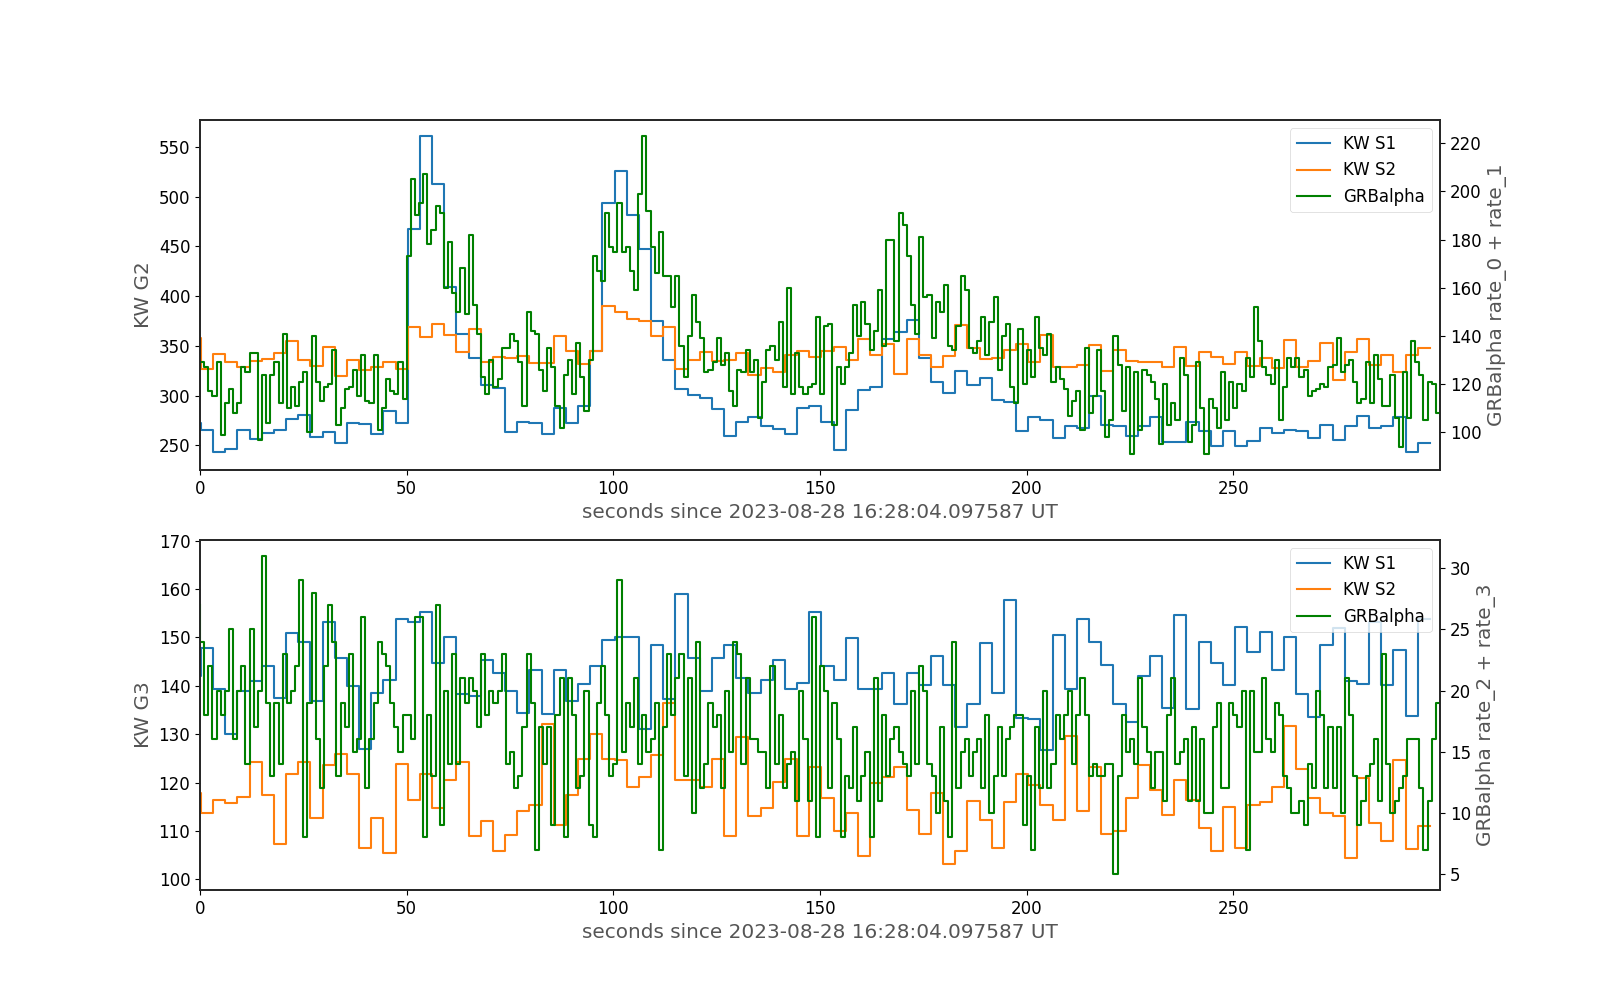 550
500
450
400
350
300
250
KW G2
220
200
180
160
140
120
100
GRBalpha rate_0 + rate_1
KW S1
KW S2
GRBalpha
0 50 100 150 200 250
seconds since 2023-08-28 16:28:04.097587 UT
170
160
150
140
130
120
110
100
KW G3
30
25
20
15
10
5
GRBalpha rate_2 + rate_3
KW S1
KW S2
GRBalpha
0 50 100 150 200 250
seconds since 2023-08-28 16:28:04.097587 UT